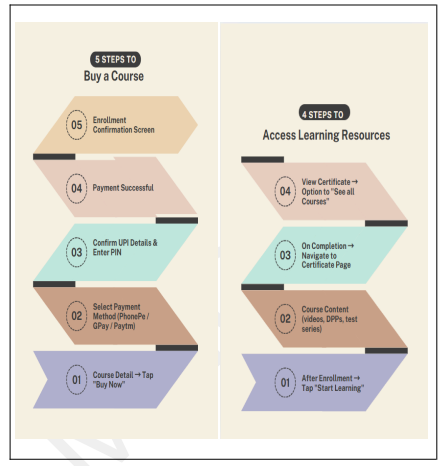 5 STEPS TO
Buy a Course
05
Enrollment
Confirmation Screen
04
Payment Successful
03
Confirm UPI Details &
Enter PIN
02
Select Payment
Method (PhonePe /
GPay / Paytm)
01
Course Detail → Tap
"Buy Now"
4 STEPS TO
Access Learning Resources
04
View Certificate →
Option to "See all
Courses"
03
On Completion →
Navigate to
Certificate Page
02
Course Content
(videos, DPPs, test
series)
01
After Enrollment →
Tap "Start Learning"